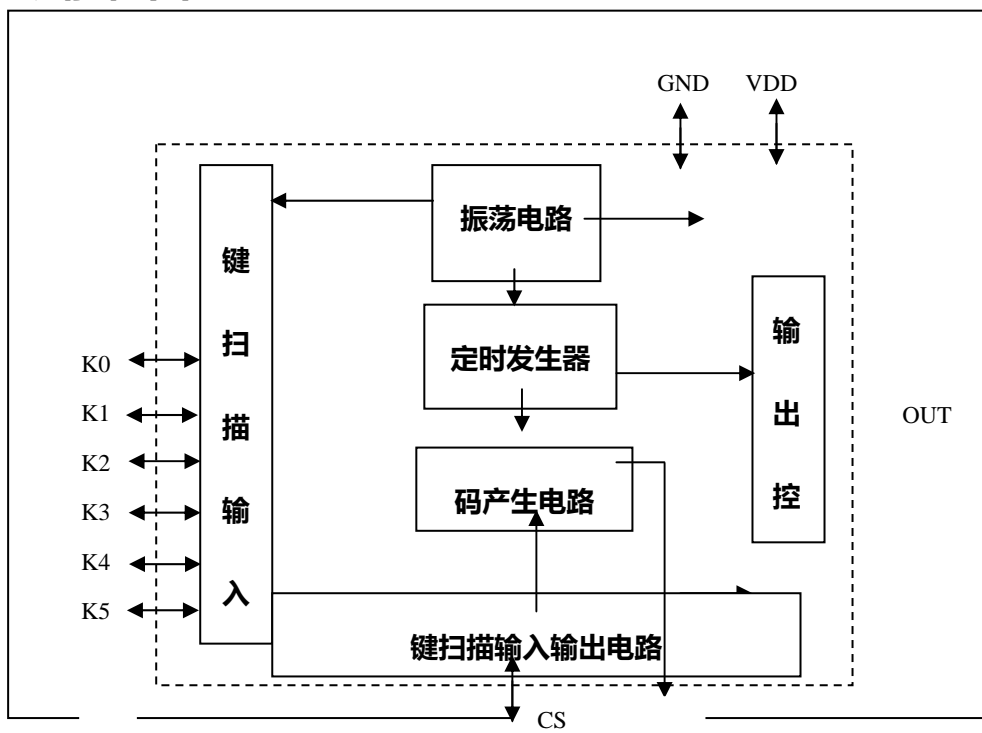 GND VDD
振荡电路
键扫描输入
定时发生器
输出控
K0
K1
OUT
K2
码产生电路
K3
K4
K5
键扫描输入输出电路
CS